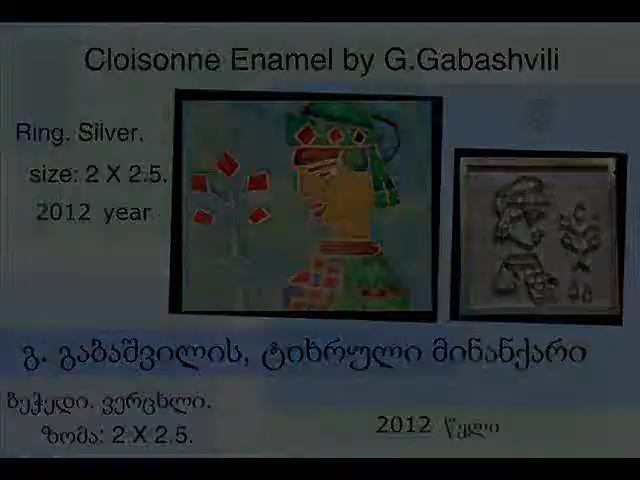 Cloisonne Enamel by G.Gabashvili
Ring. Silver.
size: 2 X 2.5.
2012 year
გ. გაბაშვილის, ტიხრული მინანქარი
ბეჭედი. ვერცხლი.
ზომა: 2 X 2.5.
2012 წელი